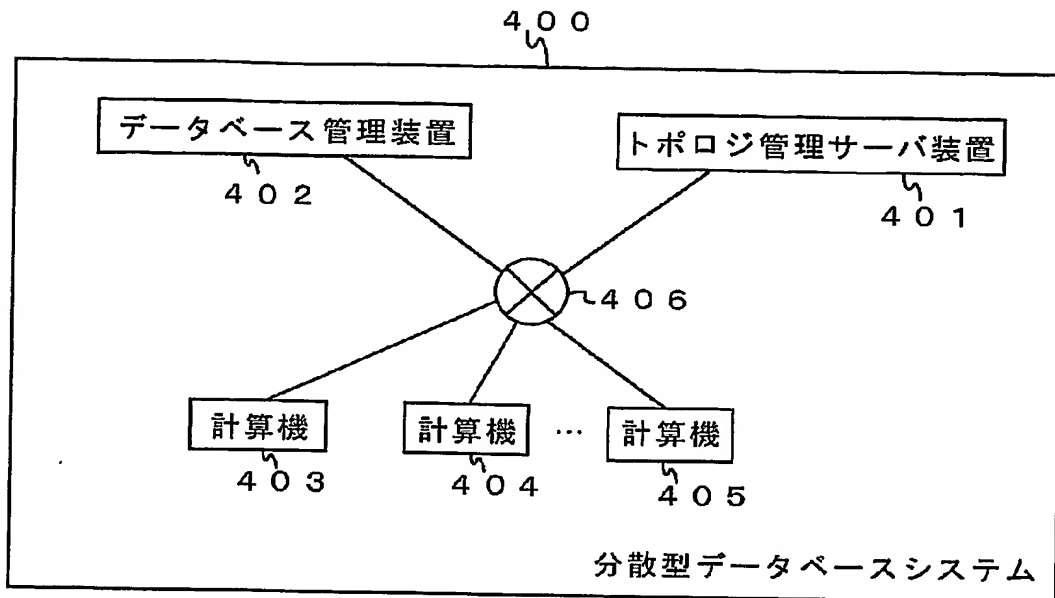 400
データベース管理装置
トポロジ管理サーバ装置
402
401
406
計算機
計算機
…
計算機
403
404
405
分散型データベースシステム